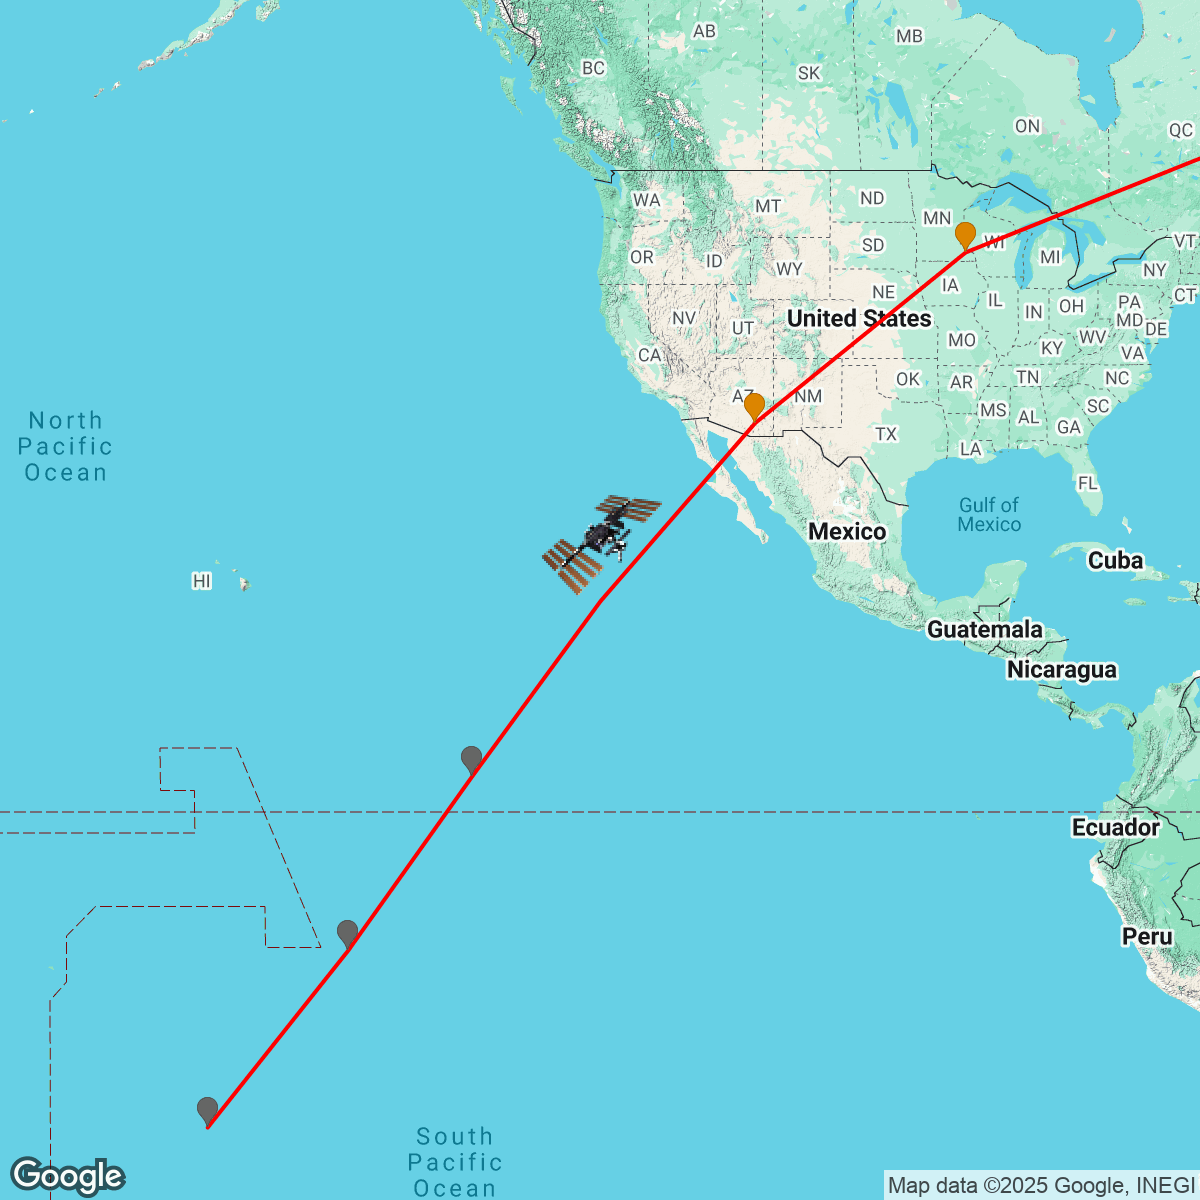 AB
MB
BC
SK
ON
QC
WA
MT
ND
MN
OR
ID
SD
WI
MI
VT
WY
NY
NE
IA
CT
NV
UT
United States
IL
IN
OH
PA
MD
DE
CA
MO
KY
WV
VA
AZ
NM
OK
AR
TN
NC
MS
AL
SC
GA
TX
LA
FL
North
Pacific
Ocean
Gulf of
Mexico
Mexico
Cuba
HI
Guatemala
Nicaragua
Ecuador
Peru
South
Pacific
Ocean
Google
Map data ©2025 Google, INEGI